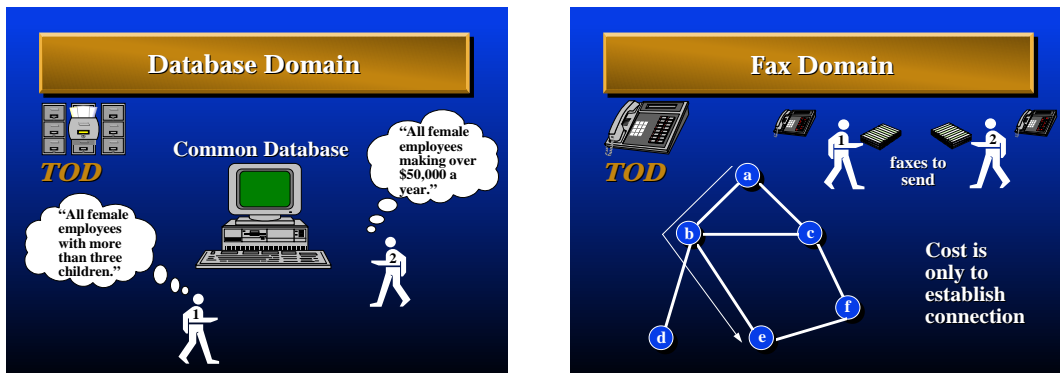 Database Domain
TOD
Common Database
“All female
employees
making over
$50,000 a
year.”
“All female
employees
with more
than three
children.”
2
1
Fax Domain
TOD
1
2
faxes to
send
a
b
c
d
e
f
Cost is
only to
establish
connection